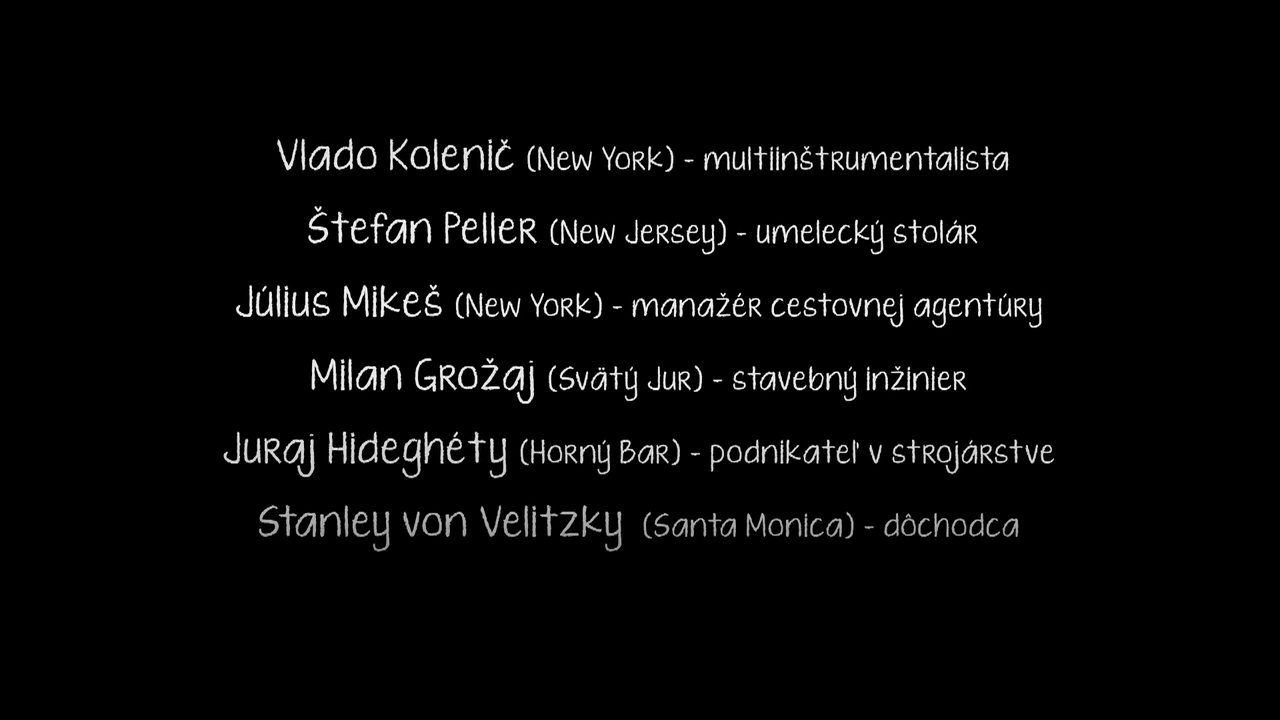 Vlado Kolenič (New York) - multiinštrumentalista
Štefan Peller (New Jersey) - umelecký stolár
Július Mikeš (New York) - manažér cestovnej agentúry
Milan Grožaj (Svätý Jur) - stavebný inžinier
Juraj Hideghéty (Horný Bar) - podnikateľ v strojárstve
Stanley von Velitzky (Santa Monica) - dôchodca